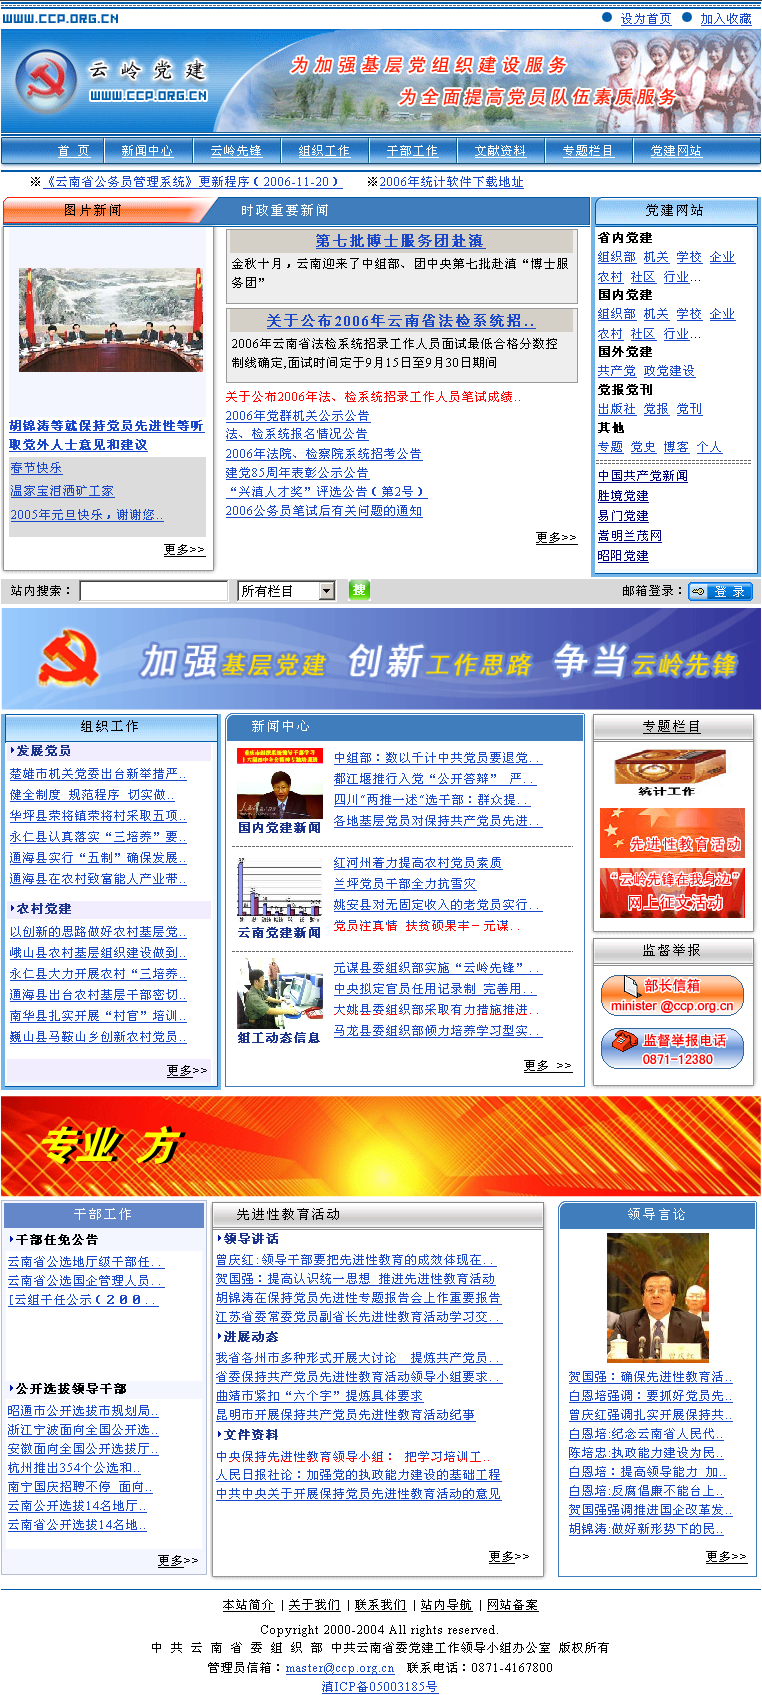 WWW.CCP.ORG.CN
设为首页 加入收藏
云岭党建
WWW.CCP.ORG.CN
为加强基层党组织建设服务
为全面提高党员队伍素质服务
首 页 新闻中心 云岭先锋 组织工作 干部工作 文献资料 专题栏目 党建网站
※《云南省公务员管理系统》更新程序（2006-11-20） ※2006年统计软件下载地址
图片新闻
胡锦涛等就保持党员先进性等听
取党外人士意见和建议
春节快乐
温家宝泪洒矿工家
2005年元旦快乐，谢谢您..
更多>>
时政重要新闻
第七批博士服务团赴滇
金秋十月，云南迎来了中组部、团中央第七批赴滇“博士服
务团”
关于公布2006年云南省法检系统招..
2006年云南省法检系统招录工作人员面试最低合格分数控
制线确定,面试时间定于9月15日至9月30日期间
关于公布2006年法、检系统招录工作人员笔试成绩..
2006年党群机关公示公告
法、检系统报名情况公告
2006年法院、检察院系统招考公告
建党85周年表彰公示公告
“兴滇人才奖”评选公告（第2号）
2006公务员笔试后有关问题的通知
更多>>
党建网站
省内党建
组织部 机关 学校 企业
农村 社区 行业...
国内党建
组织部 机关 学校 企业
农村 社区 行业...
国外党建
共产党 政党建设
党报党刊
出版社 党报 党刊
其他
专题 党史 博客 个人
中国共产党新闻
胜境党建
易门党建
嵩明兰茂网
昭阳党建
站内搜索： 所有栏目 搜 邮箱登录： 登 录
加强基层党建 创新工作思路 争当云岭先锋
组织工作
发展党员
楚雄市机关党委出台新举措严..
健全制度 规范程序 切实做..
华坪县荣将镇荣将村采取五项..
永仁县认真落实“三培养”要..
通海县实行“五制”确保发展..
通海县在农村致富能人产业带..
农村党建
以创新的思路做好农村基层党..
峨山县农村基层组织建设做到..
永仁县大力开展农村“三培养..
通海县出台农村基层干部密切..
南华县扎实开展“村官”培训..
巍山县马鞍山乡创新农村党员..
更多>>
新闻中心
国内党建新闻
中组部：数以千计中共党员要退党..
都江堰推行入党“公开答辩” 严..
四川“两推一述”选干部：群众提..
各地基层党员对保持共产党员先进..
云南党建新闻
红河州着力提高农村党员素质
兰坪党员干部全力抗雪灾
姚安县对无固定收入的老党员实行..
党员注真情 扶贫硕果丰－元谋..
组工动态信息
元谋县委组织部实施“云岭先锋”..
中央拟定官员任用记录制 完善用..
大姚县委组织部采取有力措施推进..
马龙县委组织部倾力培养学习型实..
更多 >>
专题栏目
统计工作
先进性教育活动
“云岭先锋在我身边”
网上征文活动
监督举报
部长信箱
minister @ccp.org.cn
监督举报电话
0871-12380
专业 方
干部工作
干部任免公告
云南省公选地厅级干部任..
云南省公选国企管理人员..
[云组干任公示(２００..
公开选拔领导干部
昭通市公开选拔市规划局..
浙江宁波面向全国公开选..
安徽面向全国公开选拔厅..
杭州推出354个公选和..
南宁国庆招聘不停 面向..
云南公开选拔14名地厅..
云南省公开选拔14名地..
更多>>
先进性教育活动
领导讲话
曾庆红:领导干部要把先进性教育的成效体现在..
贺国强：提高认识统一思想 推进先进性教育活动
胡锦涛在保持党员先进性专题报告会上作重要报告
江苏省委常委党员副省长先进性教育活动学习交..
进展动态
我省各州市多种形式开展大讨论 提炼共产党员..
省委保持共产党员先进性教育活动领导小组要求..
曲靖市紧扣“六个字”提炼具体要求
昆明市开展保持共产党员先进性教育活动纪事
文件资料
中央保持先进性教育领导小组： 把学习培训工..
人民日报社论：加强党的执政能力建设的基础工程
中共中央关于开展保持党员先进性教育活动的意见
更多>>
领导言论
贺国强：确保先进性教育活..
白恩培强调：要抓好党员先..
曾庆红强调扎实开展保持共..
白恩培:纪念云南省人民代..
陈培忠:执政能力建设为民..
白恩培：提高领导能力 加..
白恩培:反腐倡廉不能台上..
贺国强强调推进国企改革发..
胡锦涛:做好新形势下的民..
更多>>
本站简介 | 关于我们 | 联系我们 | 站内导航 | 网站备案
Copyright 2000-2004 All rights reserved.
中 共 云 南 省 委 组 织 部 中共云南省委党建工作领导小组办公室 版权所有
管理员信箱：master@ccp.org.cn 联系电话：0871-4167800
滇ICP备05003185号